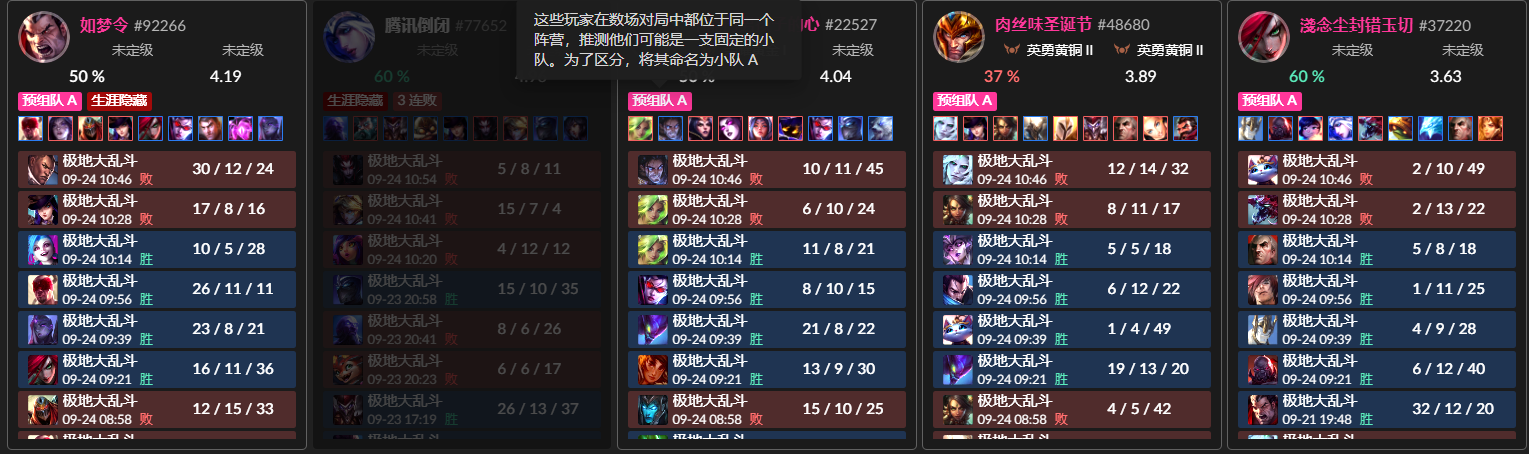 如梦令 #92266
未定级 未定级
50 % 4.19
预组队 A 生涯隐藏
极地大乱斗
09-24 10:46 败 30 / 12 / 24
极地大乱斗
09-24 10:28 败 17 / 8 / 16
极地大乱斗
09-24 10:14 胜 10 / 5 / 28
极地大乱斗
09-24 09:56 胜 26 / 11 / 11
极地大乱斗
09-24 09:39 胜 23 / 8 / 21
极地大乱斗
09-24 09:21 胜 16 / 11 / 36
极地大乱斗
09-24 08:58 败 12 / 15 / 33
腾讯倒闭 #77652
未定级
60 %
生涯隐藏 3 连败
极地大乱斗
09-24 10:54 败 5 / 8 / 11
极地大乱斗
09-24 10:41 败 15 / 7 / 4
极地大乱斗
09-24 10:20 败 4 / 12 / 12
极地大乱斗
09-23 20:58 胜 15 / 10 / 35
极地大乱斗
09-23 20:41 败 8 / 6 / 26
极地大乱斗
09-23 20:23 败 6 / 6 / 17
极地大乱斗
09-23 17:19 胜 26 / 13 / 37
这些玩家在数场对局中都位于同一个
阵营，推测他们可能是一支固定的小
队。为了区分，将其命名为小队 A
心 #22527
未定级
4.04
预组队 A
极地大乱斗
09-24 10:46 败 10 / 11 / 45
极地大乱斗
09-24 10:28 败 6 / 10 / 24
极地大乱斗
09-24 10:14 胜 11 / 8 / 21
极地大乱斗
09-24 09:56 胜 8 / 10 / 15
极地大乱斗
09-24 09:39 胜 21 / 8 / 22
极地大乱斗
09-24 09:21 胜 13 / 9 / 30
极地大乱斗
09-24 08:58 败 15 / 10 / 25
肉丝味圣诞节 #48680
英勇黄铜 II 英勇黄铜 II
37 % 3.89
预组队 A
极地大乱斗
09-24 10:46 败 12 / 14 / 32
极地大乱斗
09-24 10:28 败 8 / 11 / 17
极地大乱斗
09-24 10:14 胜 5 / 5 / 18
极地大乱斗
09-24 09:56 胜 6 / 12 / 22
极地大乱斗
09-24 09:39 胜 1 / 4 / 49
极地大乱斗
09-24 09:21 胜 19 / 13 / 20
极地大乱斗
09-24 08:58 败 4 / 5 / 42
淺念尘封错玉切 #37220
未定级 未定级
60 % 3.63
预组队 A
极地大乱斗
09-24 10:46 败 2 / 10 / 49
极地大乱斗
09-24 10:28 败 2 / 13 / 22
极地大乱斗
09-24 10:14 胜 5 / 8 / 18
极地大乱斗
09-24 09:56 胜 1 / 11 / 25
极地大乱斗
09-24 09:39 胜 4 / 9 / 28
极地大乱斗
09-24 09:21 胜 6 / 12 / 40
极地大乱斗
09-21 19:48 胜 32 / 12 / 20